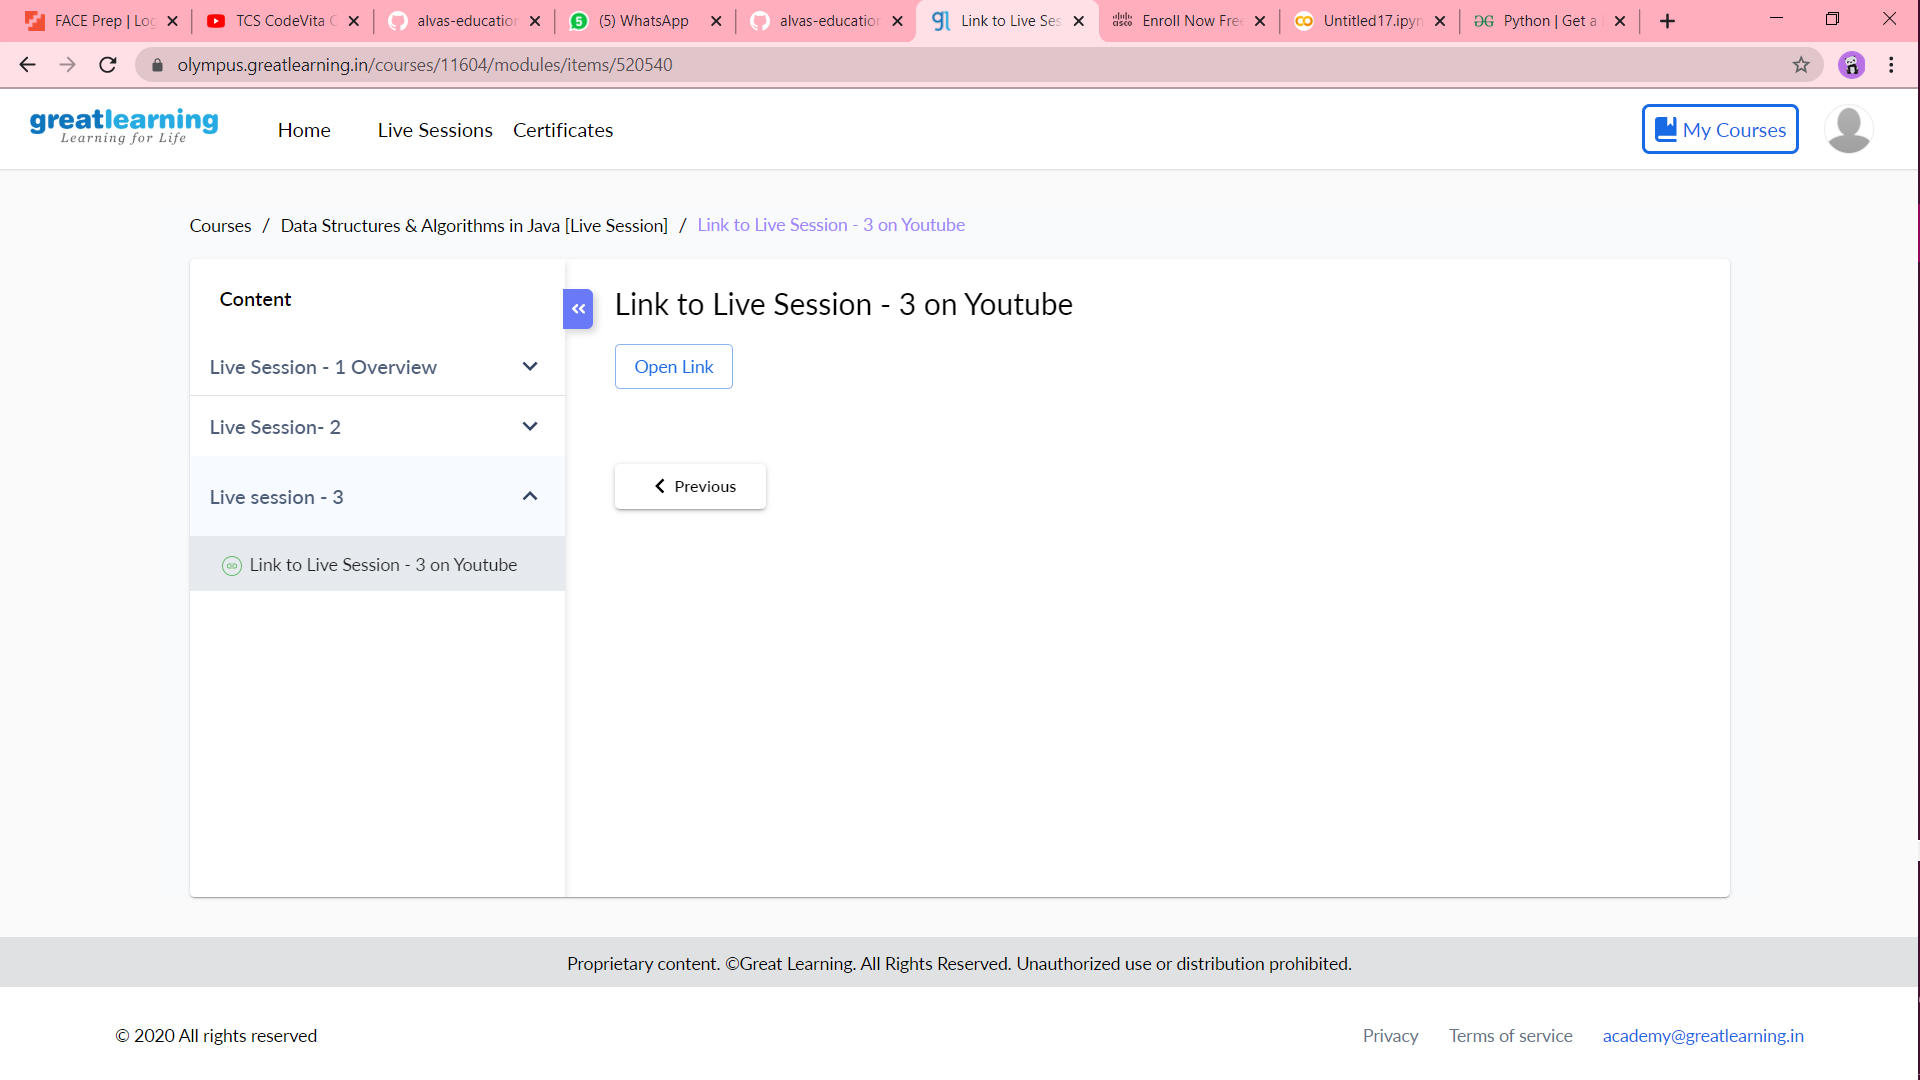 FACE Prep | Log
TCS CodeVita
alvas-education
(5) WhatsApp
alvas-education
Link to Live Ses
Enroll Now Free
Untitled17.ipyn
Python | Get a
olympus.greatlearning.in/courses/11604/modules/items/520540
greatlearning
Learning for Life
Home
Live Sessions
Certificates
My Courses
Courses / Data Structures & Algorithms in Java [Live Session] / Link to Live Session - 3 on Youtube
Content
Live Session - 1 Overview
Live Session- 2
Live session - 3
Link to Live Session - 3 on Youtube
Link to Live Session - 3 on Youtube
Open Link
Previous
Proprietary content. ©Great Learning. All Rights Reserved. Unauthorized use or distribution prohibited.
© 2020 All rights reserved
Privacy
Terms of service
academy@greatlearning.in